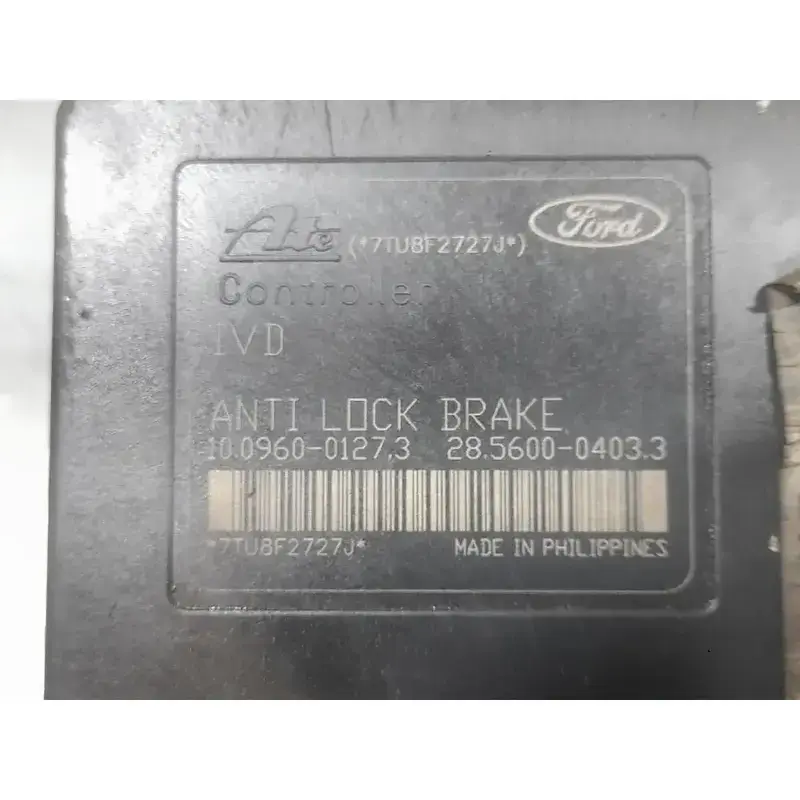 Ate (*7TU8F2727J*) Ford
Controller
IVD
ANTI LOCK BRAKE
10.0960-0127.3 28.5600-0403.3
*7TU8F2727J* MADE IN PHILIPPINES